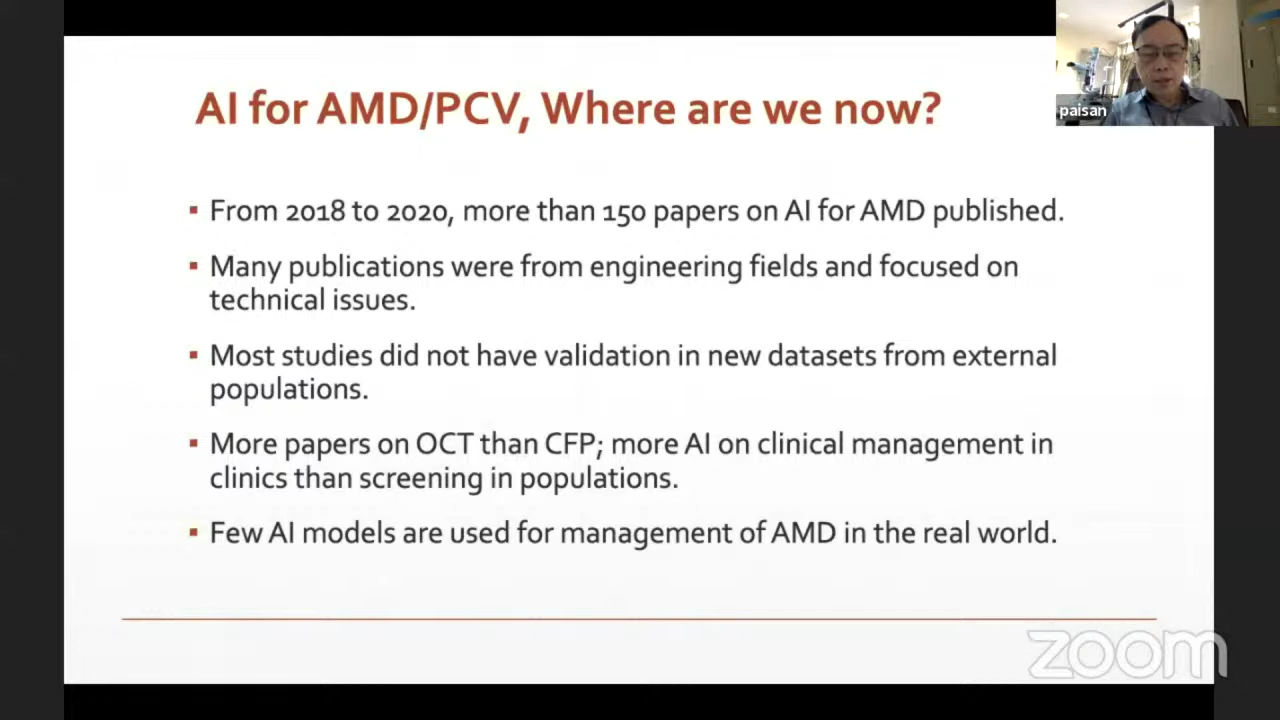 AI for AMD/PCV, Where are we now?
paisan
▪ From 2018 to 2020, more than 150 papers on AI for AMD published.
▪ Many publications were from engineering fields and focused on
technical issues.
▪ Most studies did not have validation in new datasets from external
populations.
▪ More papers on OCT than CFP; more AI on clinical management in
clinics than screening in populations.
▪ Few AI models are used for management of AMD in the real world.
zoom